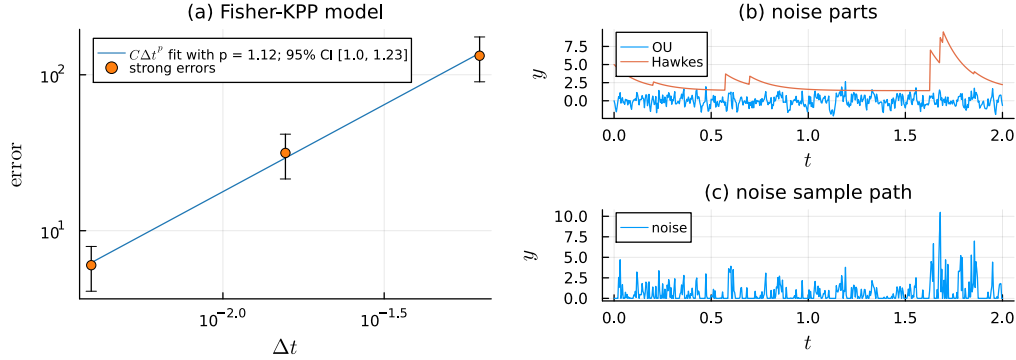 (a) Fisher-KPP model
CΔt^p fit with p = 1.12; 95% CI [1.0, 1.23]
strong errors
10^2
10^1
error
10^−2.0
10^−1.5
Δt
(b) noise parts
OU
Hawkes
7.5
5.0
2.5
0.0
y
0.0
0.5
1.0
1.5
2.0
t
(c) noise sample path
noise
10.0
7.5
5.0
2.5
0.0
y
0.0
0.5
1.0
1.5
2.0
t